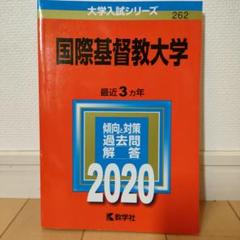 大学入試シリーズ
262
国際基督教大学
最近3カ年
傾向と対策
過去問
解答
2020
数学社